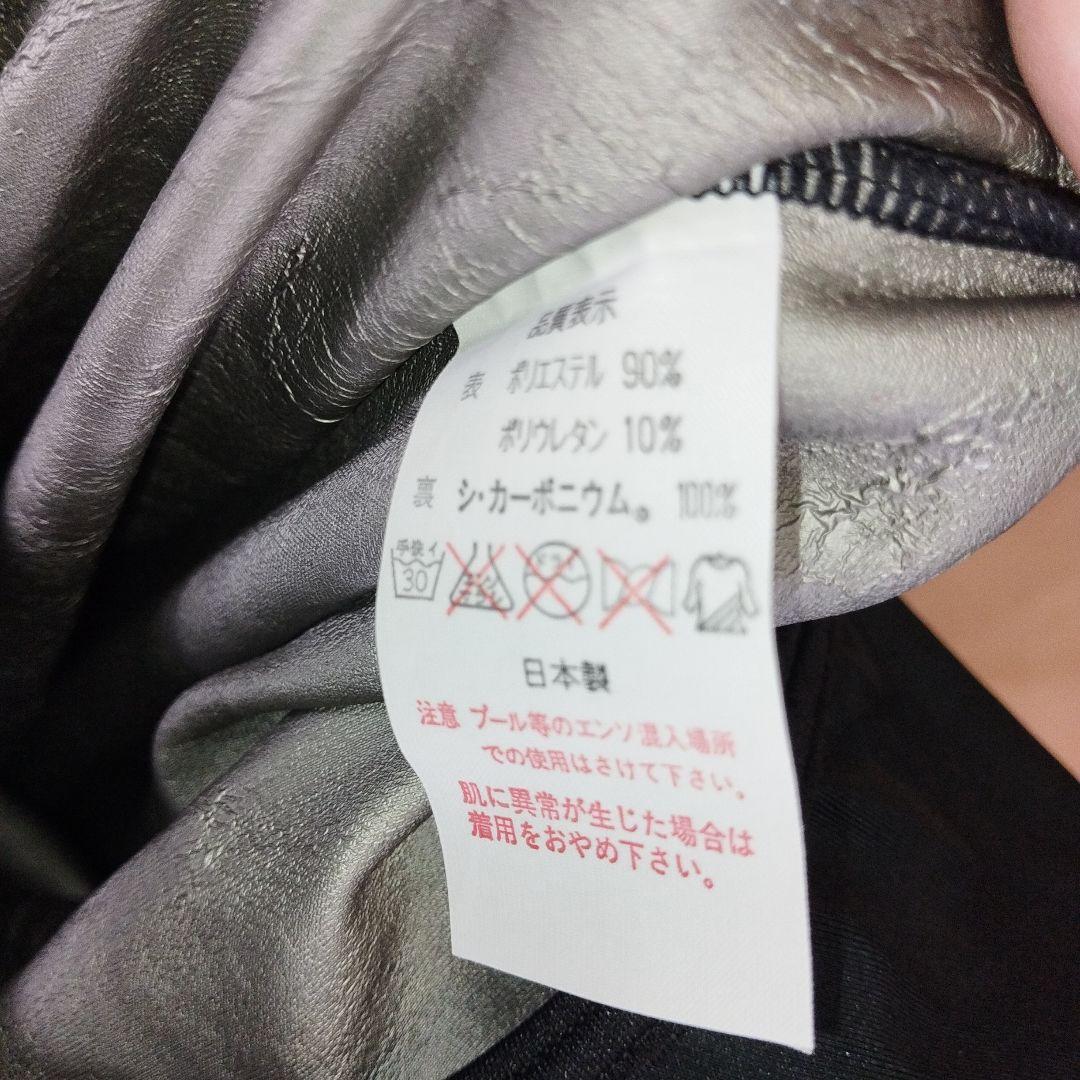 品質表示
表 ポリエステル 90%
ポリウレタン 10%
裏 シ・カーボニウム。 100%
手洗イ
30
日本製
注意 プール等のエンソ混入場所
での使用はさけて下さい。
肌に異常が生じた場合は
着用をおやめ下さい。